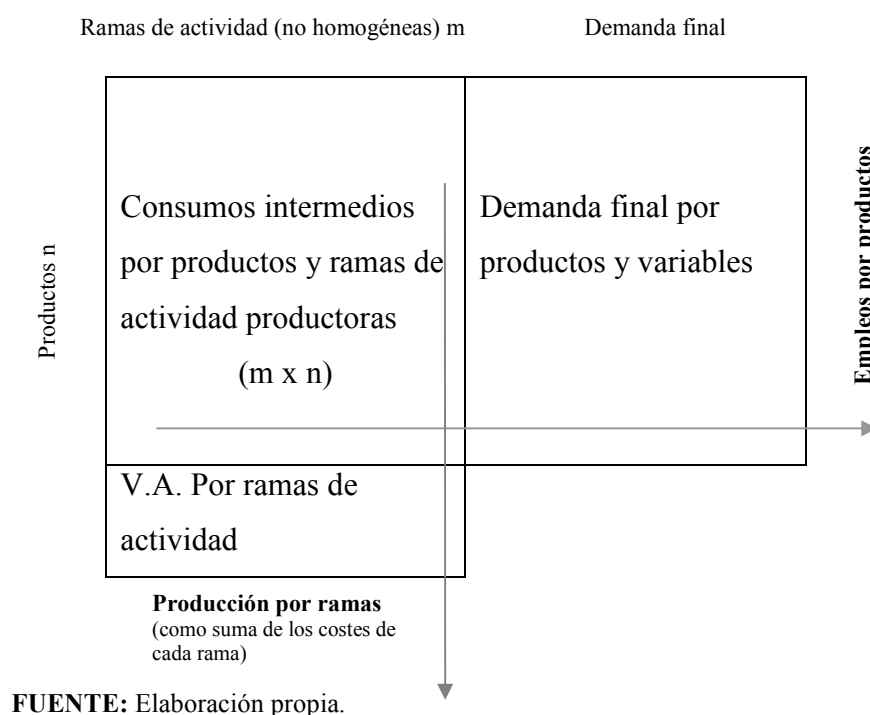 Ramas de actividad (no homogéneas) m
Demanda final
Productos n
Consumos intermedios
por productos y ramas de
actividad productoras
(m x n)
Demanda final por
productos y variables
Empleos por productos
V.A. Por ramas de
actividad
Producción por ramas
(como suma de los costes de
cada rama)
FUENTE: Elaboración propia.